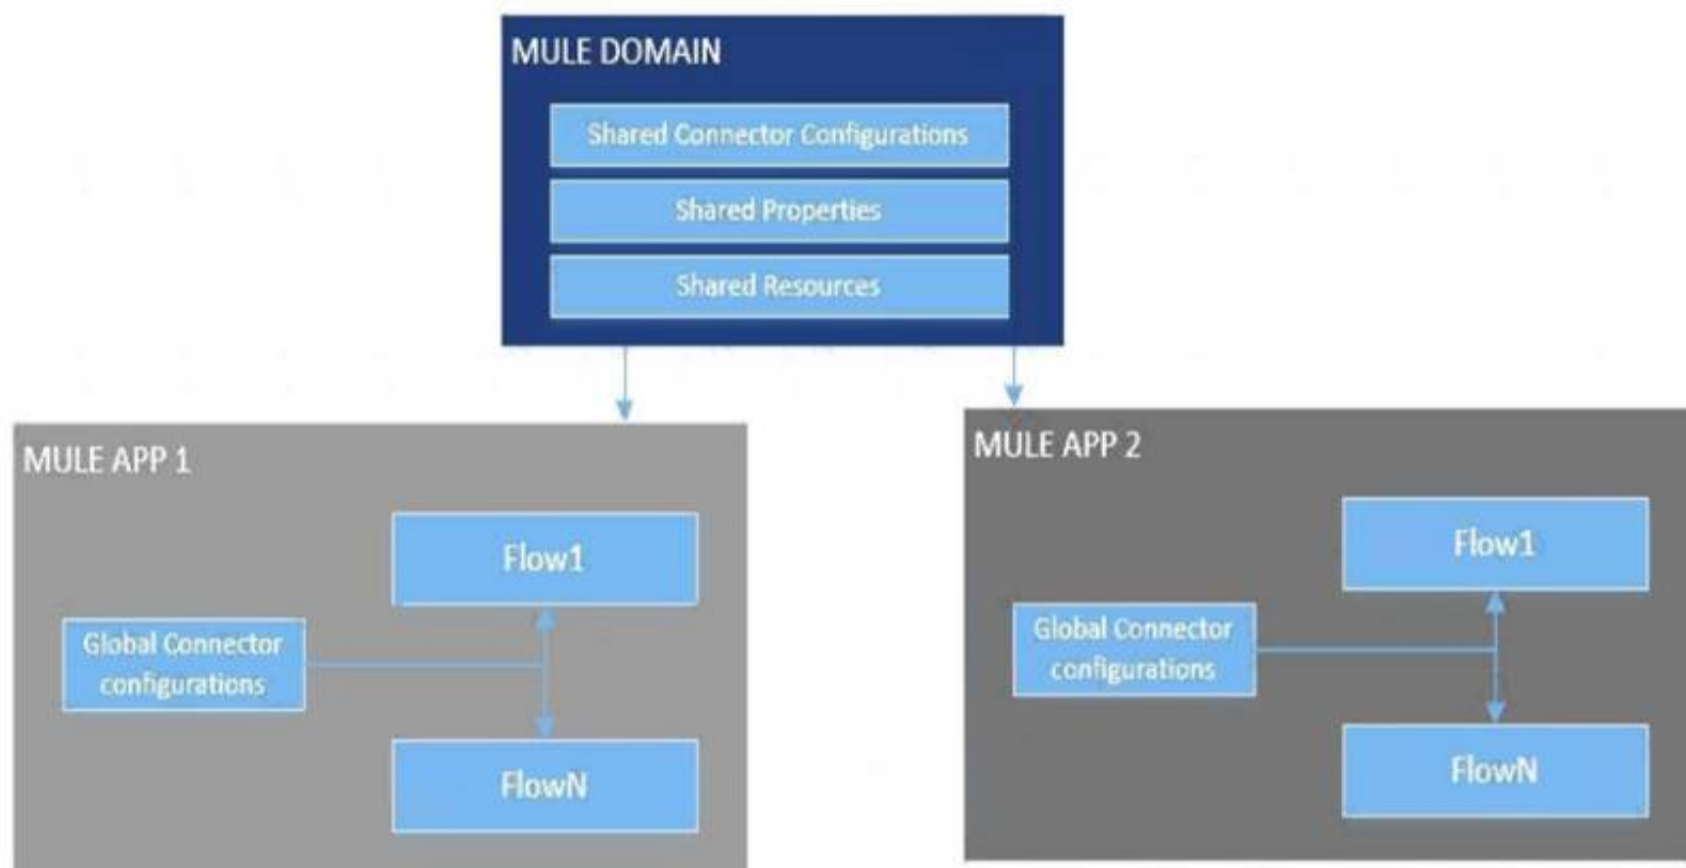 MULE DOMAIN
Shared Connector Configurations
Shared Properties
Shared Resources
MULE APP 1
Flow1
Global Connector
configurations
FlowN
MULE APP 2
Flow1
Global Connector
configurations
FlowN